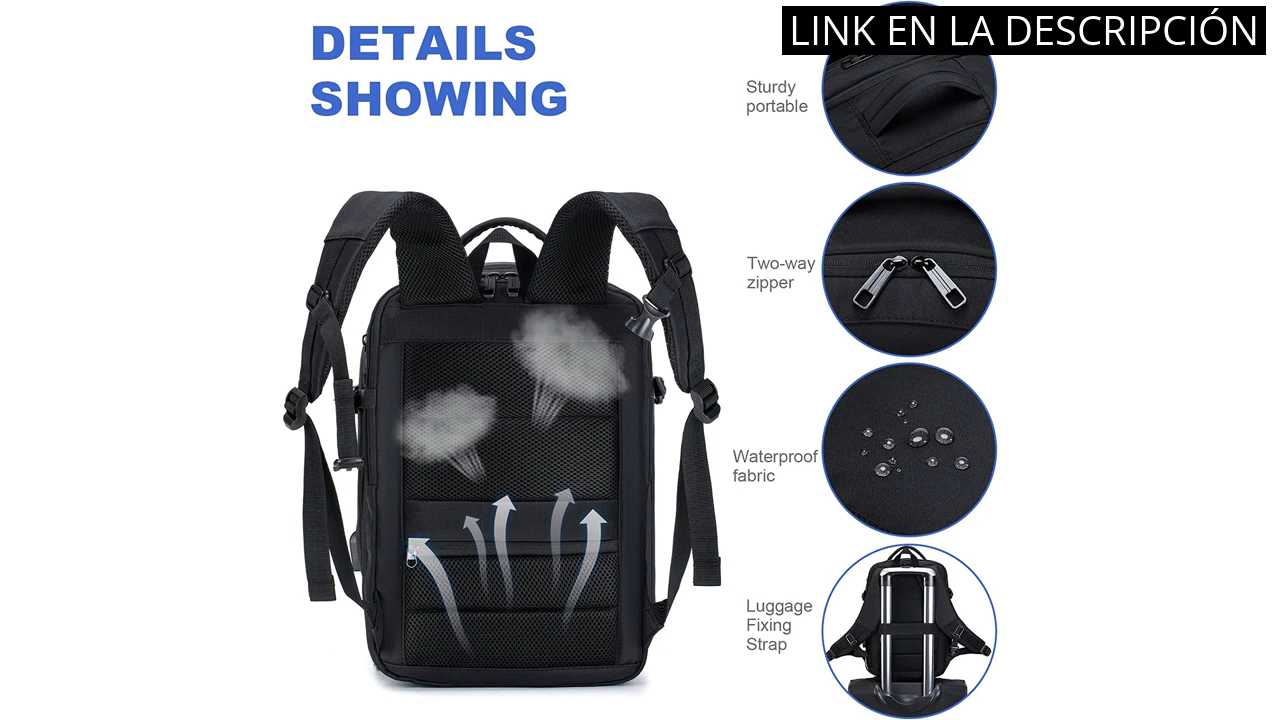 DETAILS
SHOWING
LINK EN LA DESCRIPCIÓN
Sturdy
portable
Two-way
zipper
Waterproof
fabric
Luggage
Fixing
Strap